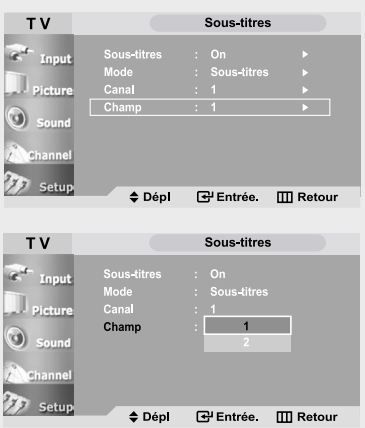 T V Sous-titres
Input
Picture
Sound
Channel
Setup
Sous-titres : On
Mode : Sous-titres
Canal : 1
Champ : 1
Dépl Entrée. Retour
T V Sous-titres
Input
Picture
Sound
Channel
Setup
Sous-titres : On
Mode : Sous-titres
Canal : 1
Champ : 1
2
Dépl Entrée. Retour